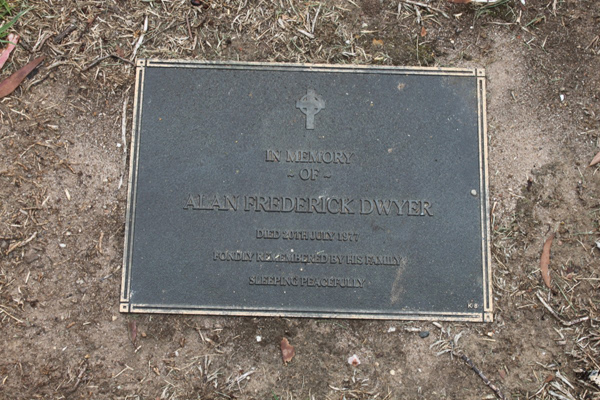 IN MEMORY
~ OF ~
ALAN FREDERICK DWYER
DIED JULY 1977
FONDLY REMEMBERED BY HIS FAMILY
SLEEPING PEACEFULLY